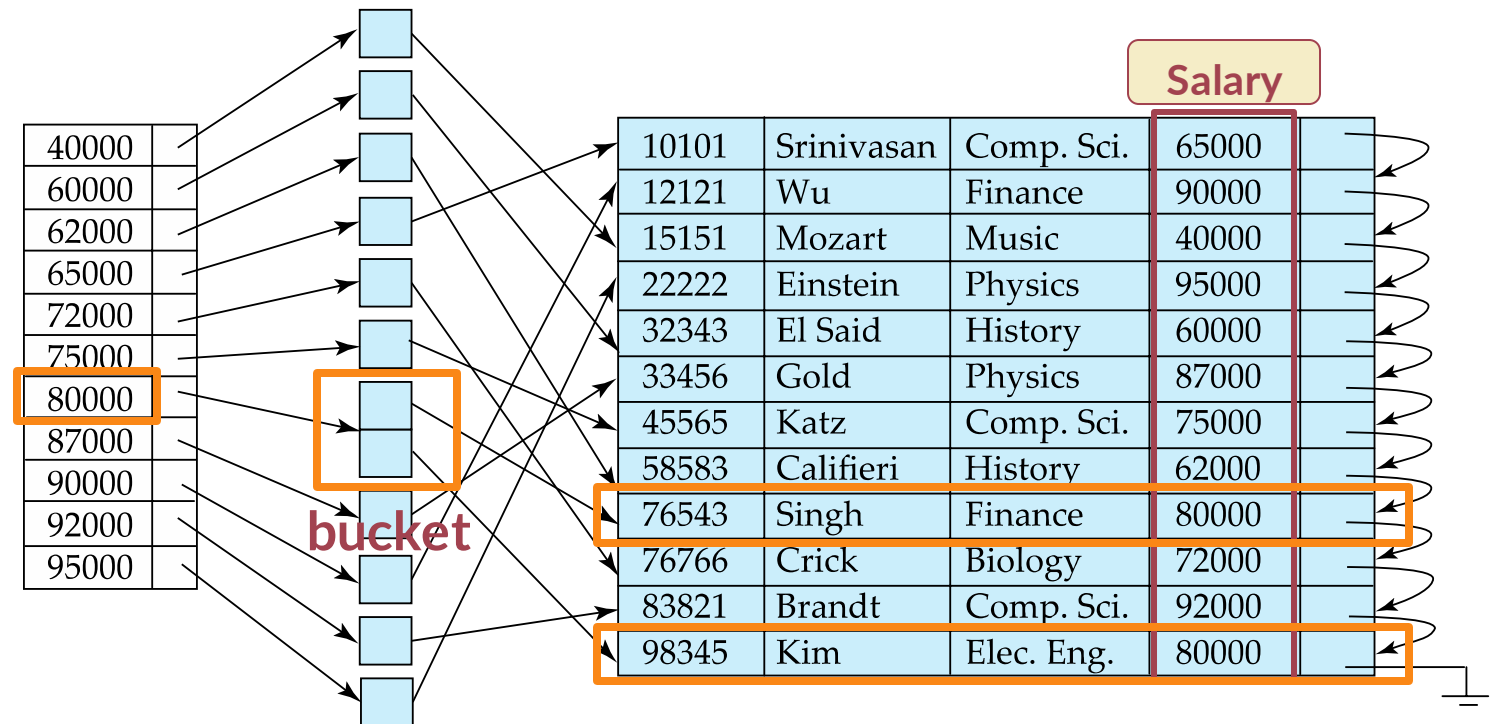 40000
60000
62000
65000
72000
75000
80000
87000
90000
92000
95000
bucket
Salary
10101 Srinivasan Comp. Sci. 65000
12121 Wu Finance 90000
15151 Mozart Music 40000
22222 Einstein Physics 95000
32343 El Said History 60000
33456 Gold Physics 87000
45565 Katz Comp. Sci. 75000
58583 Califieri History 62000
76543 Singh Finance 80000
76766 Crick Biology 72000
83821 Brandt Comp. Sci. 92000
98345 Kim Elec. Eng. 80000